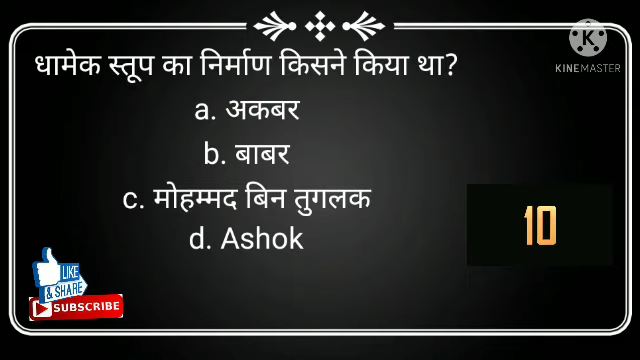 धामेक स्तूप का निर्माण किसने किया था?
KINEMASTER
a. अकबर
b. बाबर
c. मोहम्मद बिन तुगलक
d. Ashok
10
LIKE
& SHARE
SUBSCRIBE